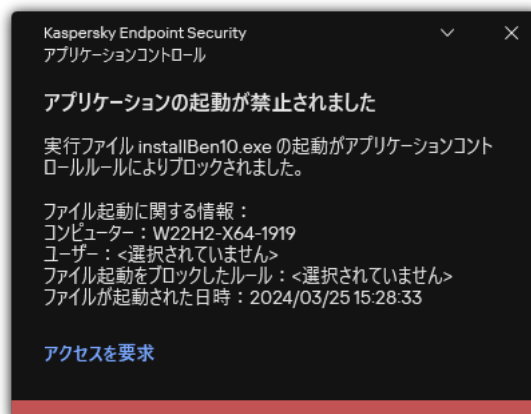 Kaspersky Endpoint Security
アプリケーションコントロール
アプリケーションの起動が禁止されました
実行ファイル installBen10.exe の起動がアプリケーションコント
ロールルールによりブロックされました。
ファイル起動に関する情報：
コンピューター：W22H2-X64-1919
ユーザー：<選択されていません>
ファイル起動をブロックしたルール：<選択されていません>
ファイルが起動された日時：2024/03/25 15:28:33
アクセスを要求